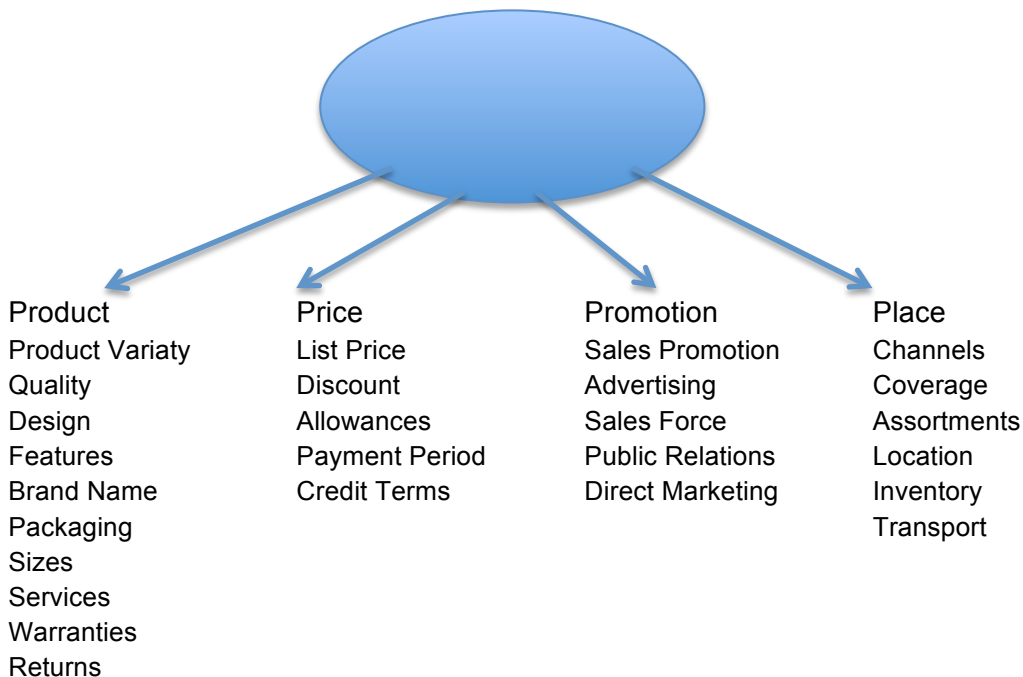 Product
Product Variaty
Quality
Design
Features
Brand Name
Packaging
Sizes
Services
Warranties
Returns
Price
List Price
Discount
Allowances
Payment Period
Credit Terms
Promotion
Sales Promotion
Advertising
Sales Force
Public Relations
Direct Marketing
Place
Channels
Coverage
Assortments
Location
Inventory
Transport